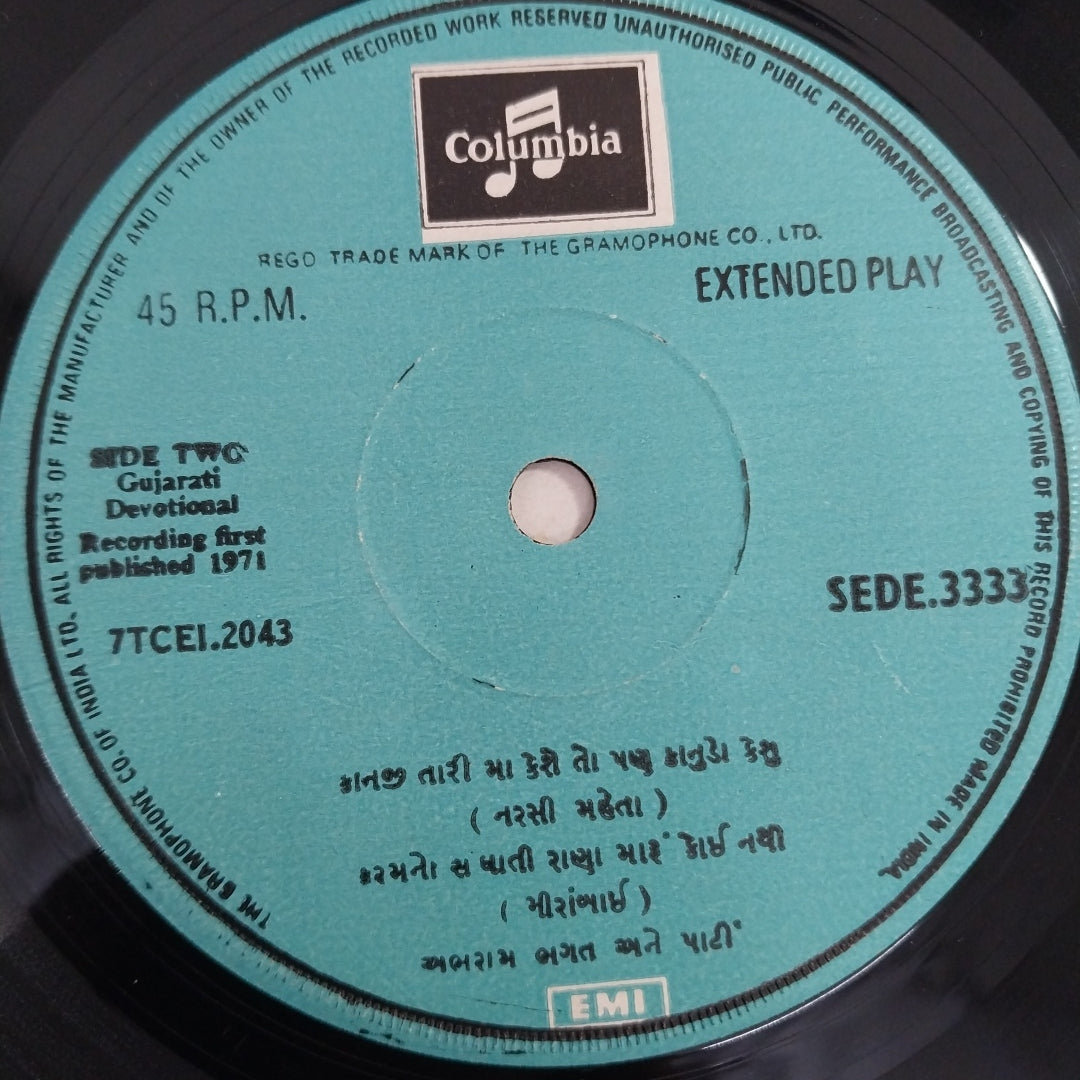 THE GRAMOPHONE CO. OF INDIA LTD. ALL RIGHTS OF THE MANUFACTURER AND OF THE OWNER OF THE RECORDED WORK RESERVED UNAUTHORISED PUBLIC PERFORMANCE BROADCASTING AND COPYING OF THIS RECORD PROHIBITED MADE IN INDIA.
Columbia
REGD TRADE MARK OF THE GRAMOPHONE CO., LTD.
45 R.P.M.
EXTENDED PLAY
SIDE TWO
Gujarati
Devotional
Recording first
published 1971
7TCEI.2043
SEDE.3333
કાનજી તારી મા કેશે તો પણ કાનુડો કેશુ
( નરસી મહેતા )
કરમનો સંઘાતી રાણા મારૂં કોઈ નથી
( મીરાંબાઈ )
અભરામ ભગત અને પાર્ટી
EMI